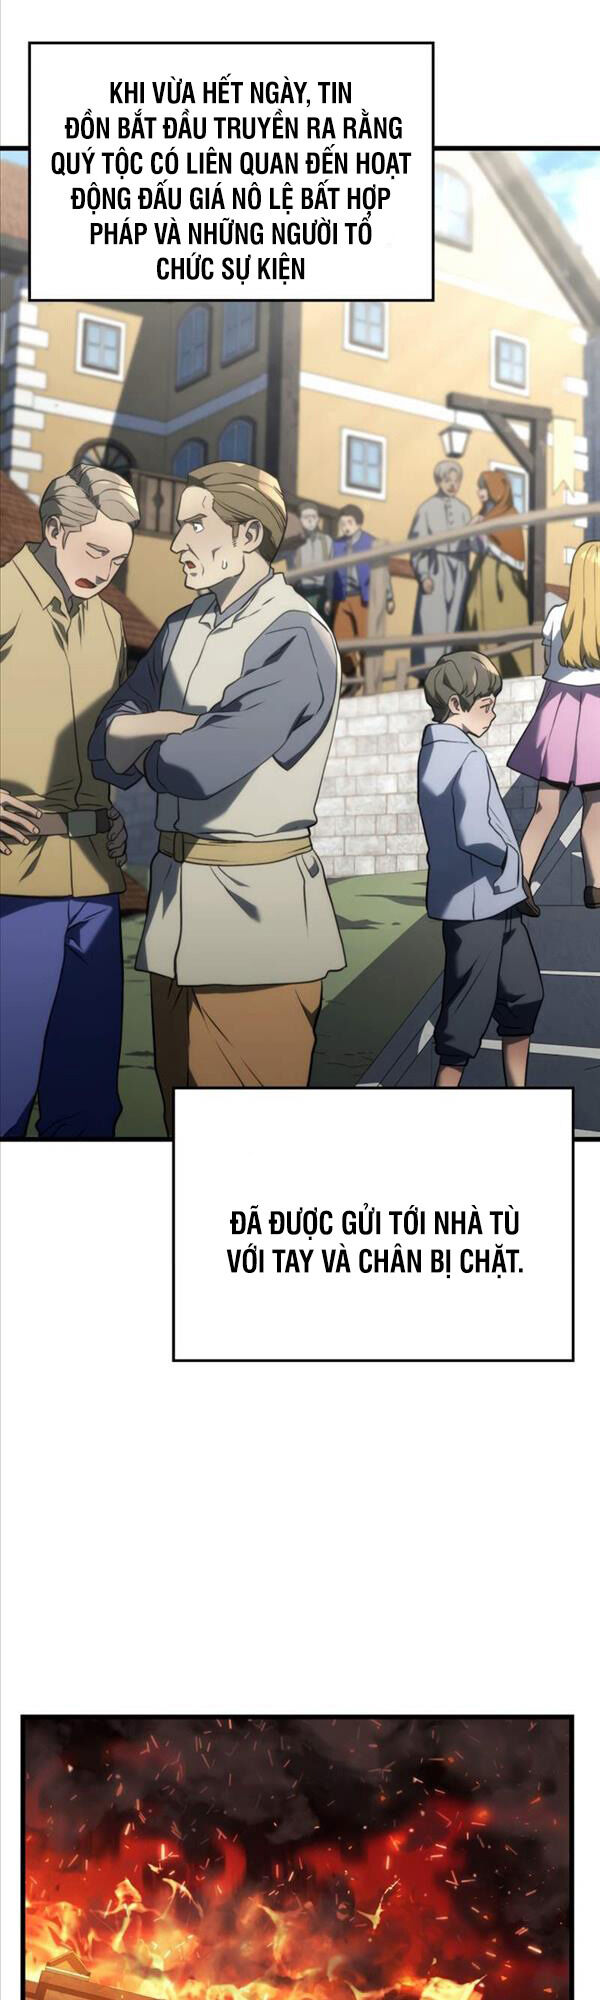 KHI VỪA HẾT NGÀY, TIN
ĐỒN BẮT ĐẦU TRUYỀN RA RẰNG
QUÝ TỘC CÓ LIÊN QUAN ĐẾN HOẠT
ĐỘNG ĐẤU GIÁ NÔ LỆ BẤT HỢP
PHÁP VÀ NHỮNG NGƯỜI TỔ
CHỨC SỰ KIỆN
ĐÃ ĐƯỢC GỬI TỚI NHÀ TÙ
VỚI TAY VÀ CHÂN BỊ CHẶT.